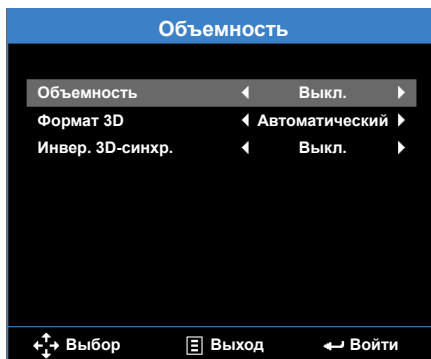 Объемность
Объемность Выкл.
Формат 3D Автоматический
Инвер. 3D-синхр. Выкл.
Выбор Выход Войти